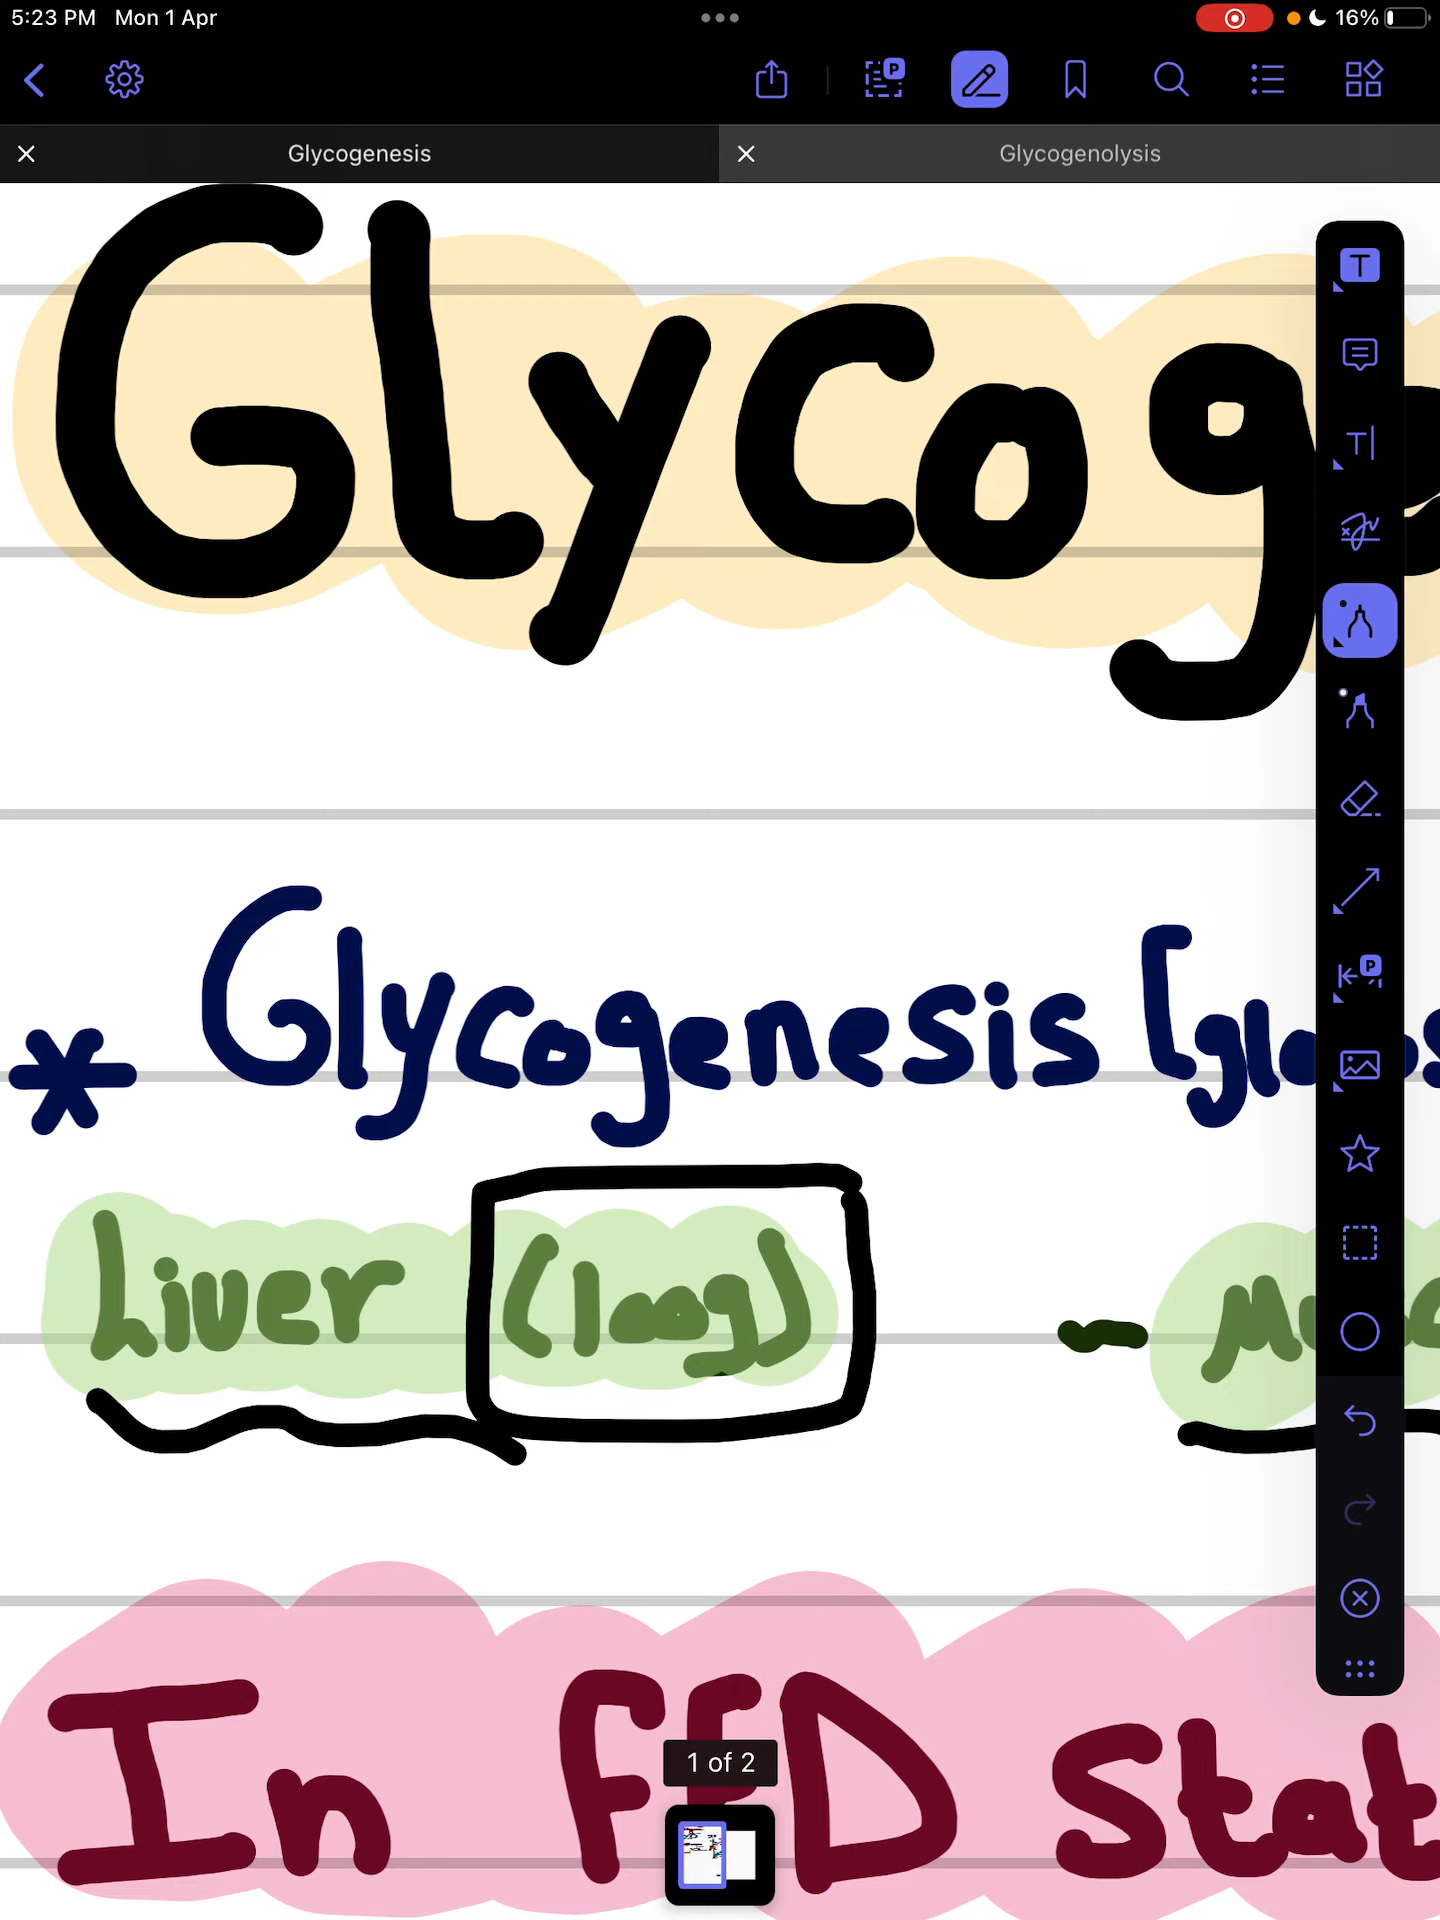 5:23 PM Mon 1 Apr 16%
Glycogenesis Glycogenolysis
Glycog
* Glycogenesis [gl
Liver (100g) -
In FED Stat
1 of 2